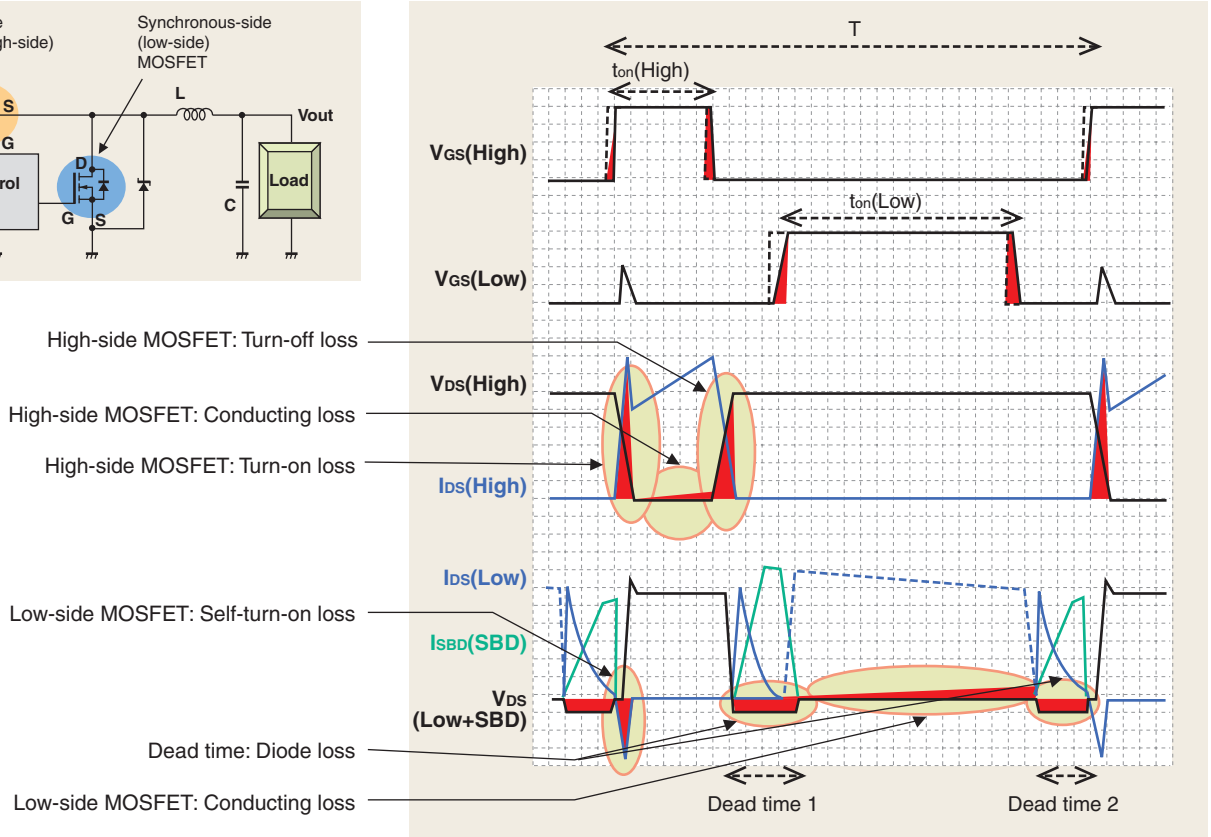 e
gh-side)
Synchronous-side
(low-side)
MOSFET
S
G
rol
D
G
S
L
C
Vout
Load
T
ton(High)
VGS(High)
ton(Low)
VGS(Low)
High-side MOSFET: Turn-off loss
VDS(High)
High-side MOSFET: Conducting loss
High-side MOSFET: Turn-on loss
IDS(High)
IDS(Low)
Low-side MOSFET: Self-turn-on loss
ISBD(SBD)
VDS
(Low+SBD)
Dead time: Diode loss
Low-side MOSFET: Conducting loss
Dead time 1
Dead time 2